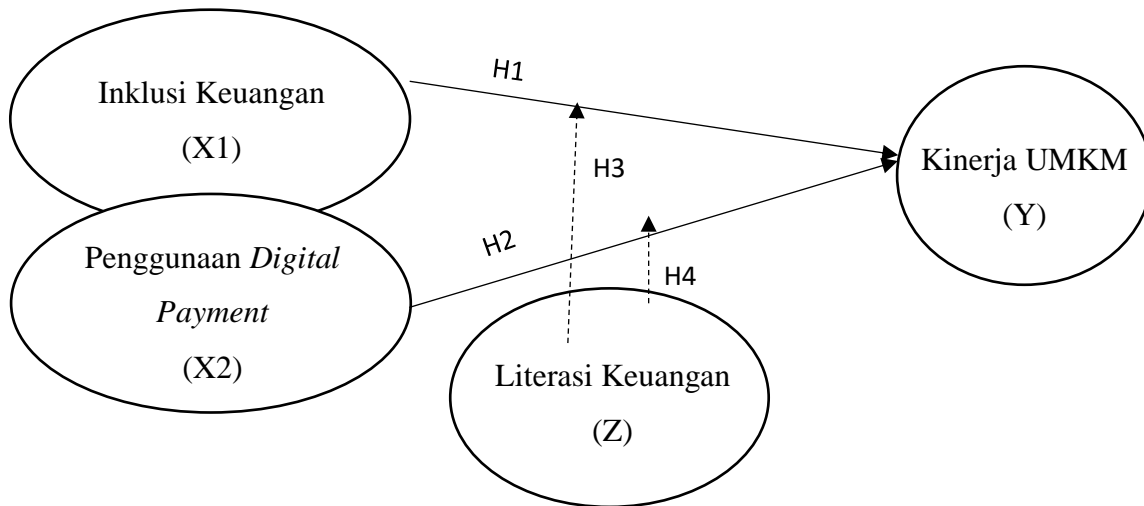 Inklusi Keuangan
(X1)
H1
Kinerja UMKM
(Y)
H3
Penggunaan Digital
Payment
(X2)
H2
H4
Literasi Keuangan
(Z)